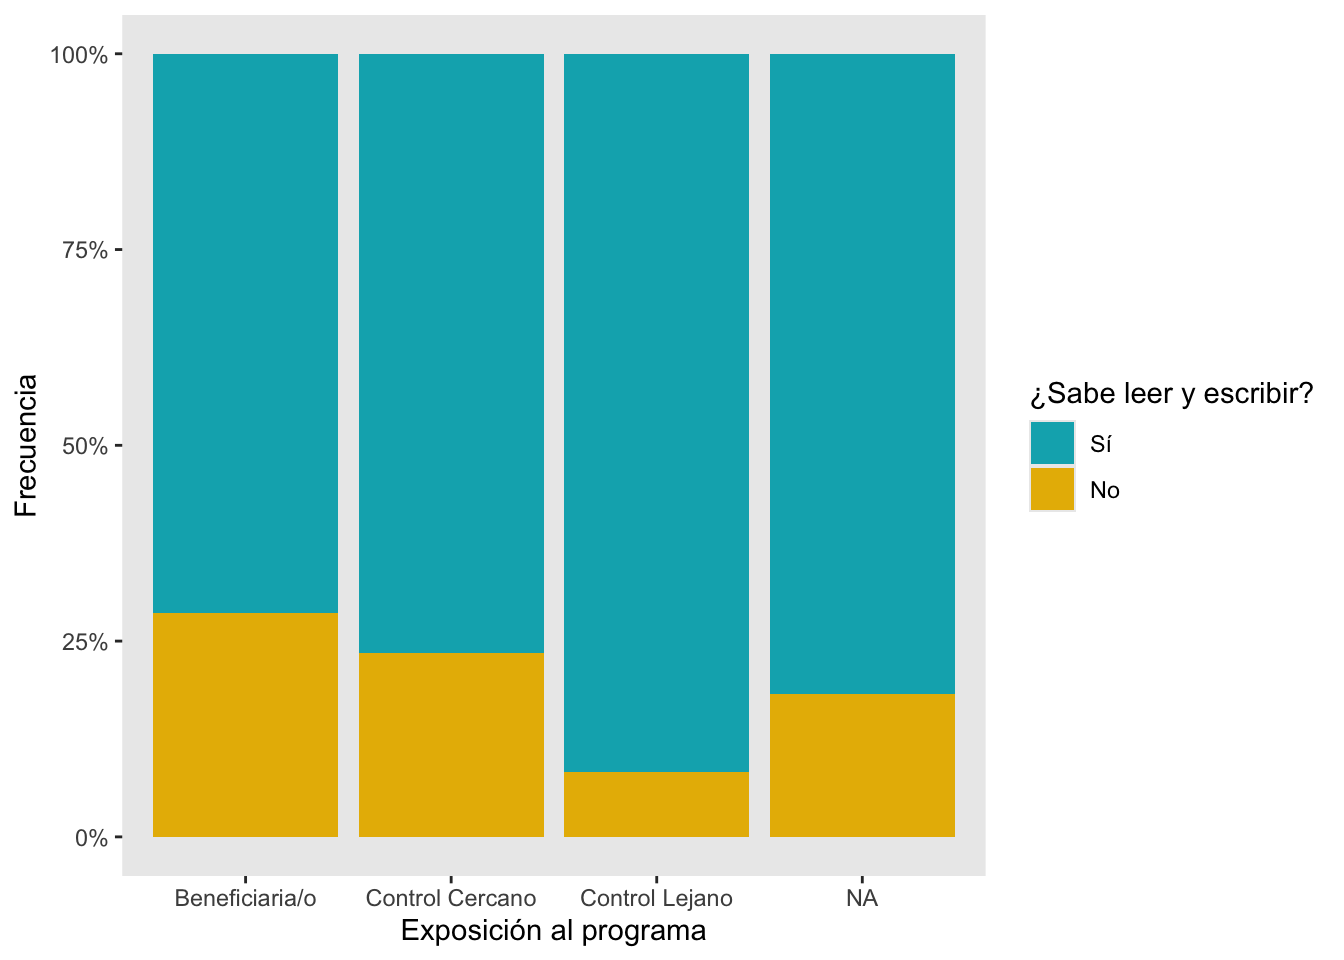 100%
75%
50%
25%
0%
Frecuencia
Beneficiaria/o
Control Cercano
Control Lejano
NA
Exposición al programa
¿Sabe leer y escribir?
Sí
No